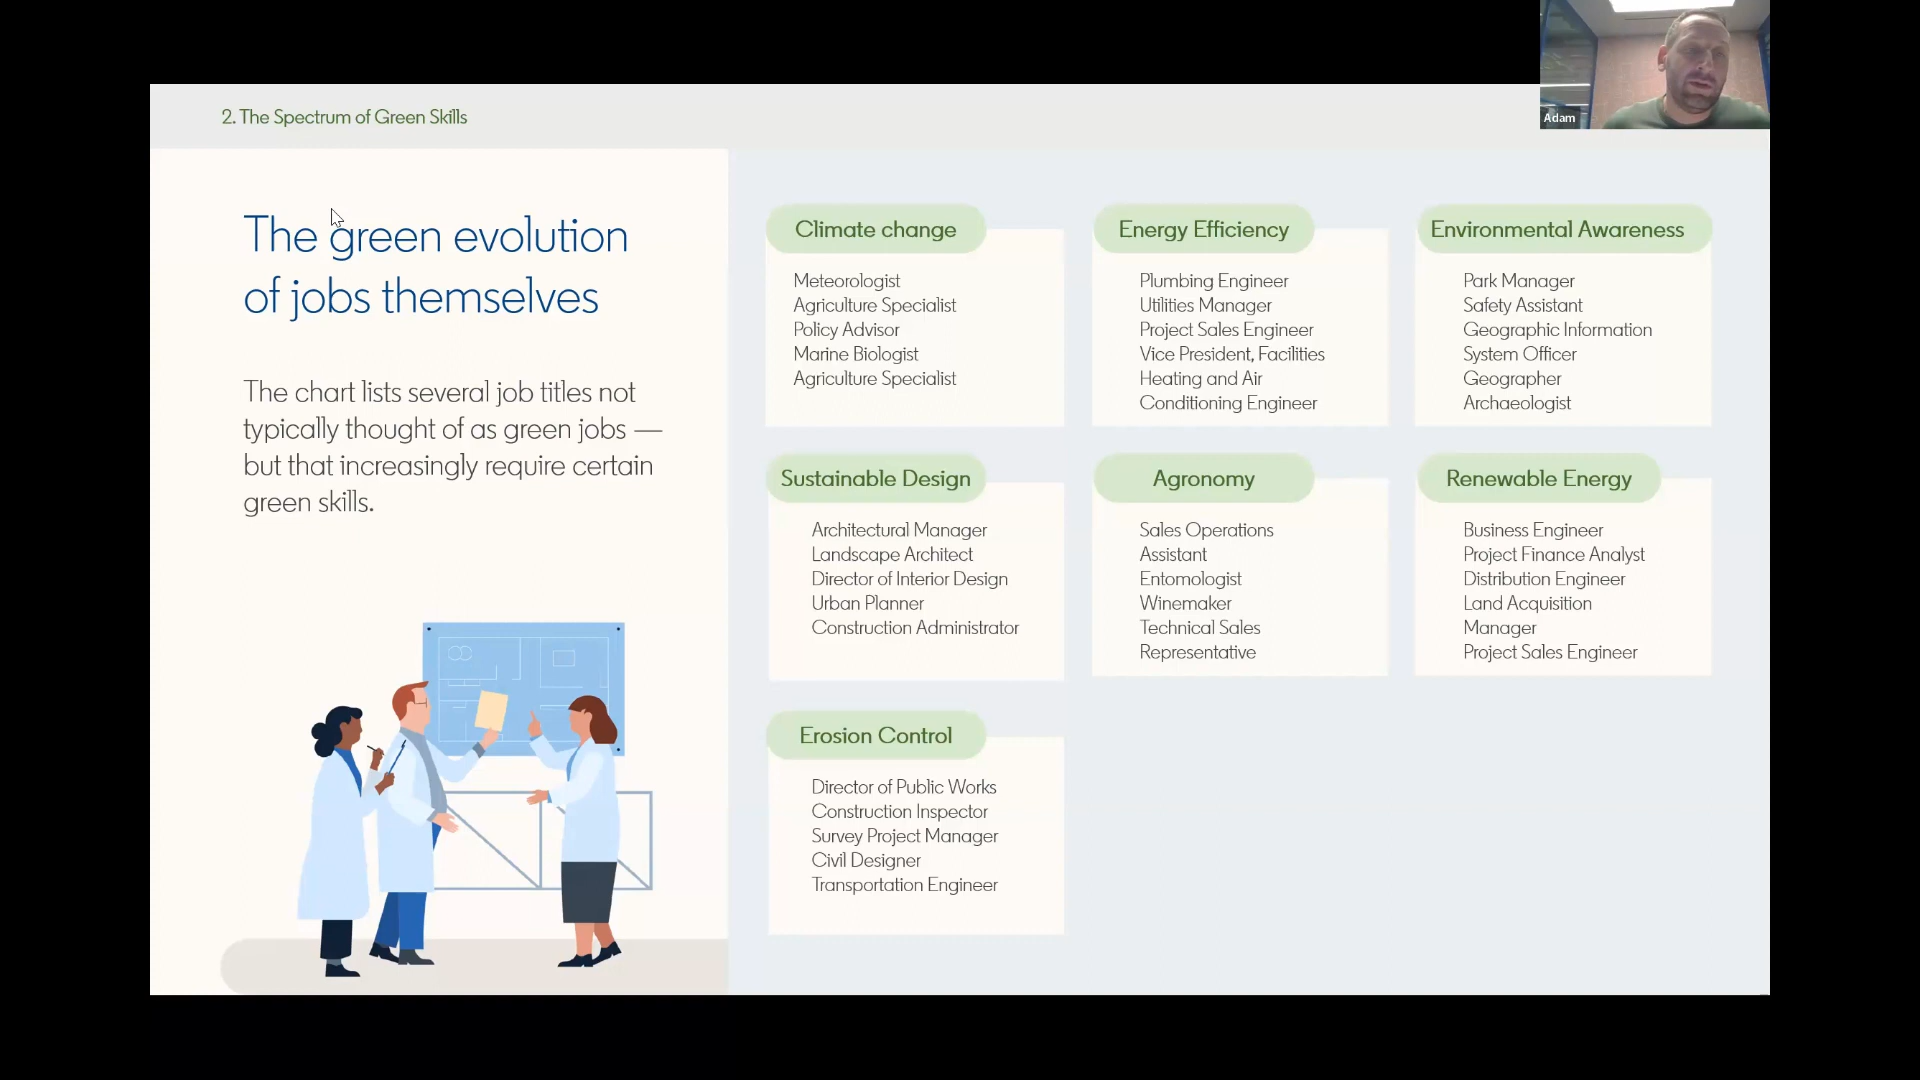 Adam
2. The Spectrum of Green Skills
The green evolution
of jobs themselves
The chart lists several job titles not
typically thought of as green jobs —
but that increasingly require certain
green skills.
Climate change
Meteorologist
Agriculture Specialist
Policy Advisor
Marine Biologist
Agriculture Specialist
Energy Efficiency
Plumbing Engineer
Utilities Manager
Project Sales Engineer
Vice President, Facilities
Heating and Air
Conditioning Engineer
Environmental Awareness
Park Manager
Safety Assistant
Geographic Information
System Officer
Geographer
Archaeologist
Sustainable Design
Architectural Manager
Landscape Architect
Director of Interior Design
Urban Planner
Construction Administrator
Agronomy
Sales Operations
Assistant
Entomologist
Winemaker
Technical Sales
Representative
Renewable Energy
Business Engineer
Project Finance Analyst
Distribution Engineer
Land Acquisition
Manager
Project Sales Engineer
Erosion Control
Director of Public Works
Construction Inspector
Survey Project Manager
Civil Designer
Transportation Engineer